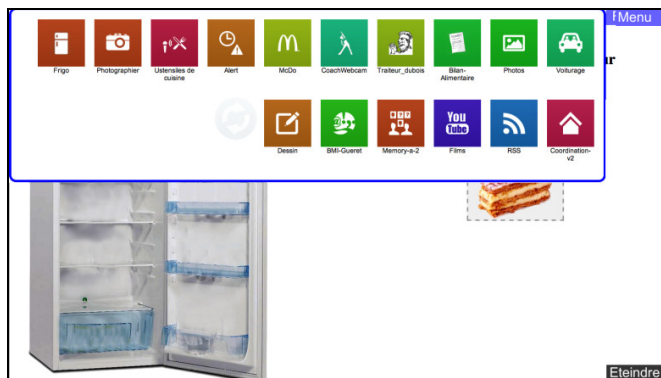 Menu
Frigo
Photographier
Ustensiles de
cuisine
Alert
McDo
CoachWebcam
Traiteur_dubois
Bilan-
Alimentaire
Photos
Voiturage
ur
You
Tube
Dessin
BMI-Gueret
Memory-a-2
Films
RSS
Coordination-
v2
Eteindre